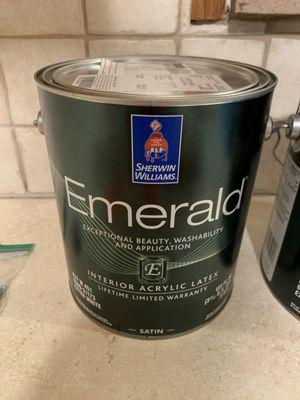 SHERWIN
WILLIAMS
Emerald
EXCEPTIONAL BEAUTY, WASHABILITY
AND APPLICATION
E
INTERIOR ACRYLIC LATEX
LIFETIME LIMITED WARRANTY
SATIN